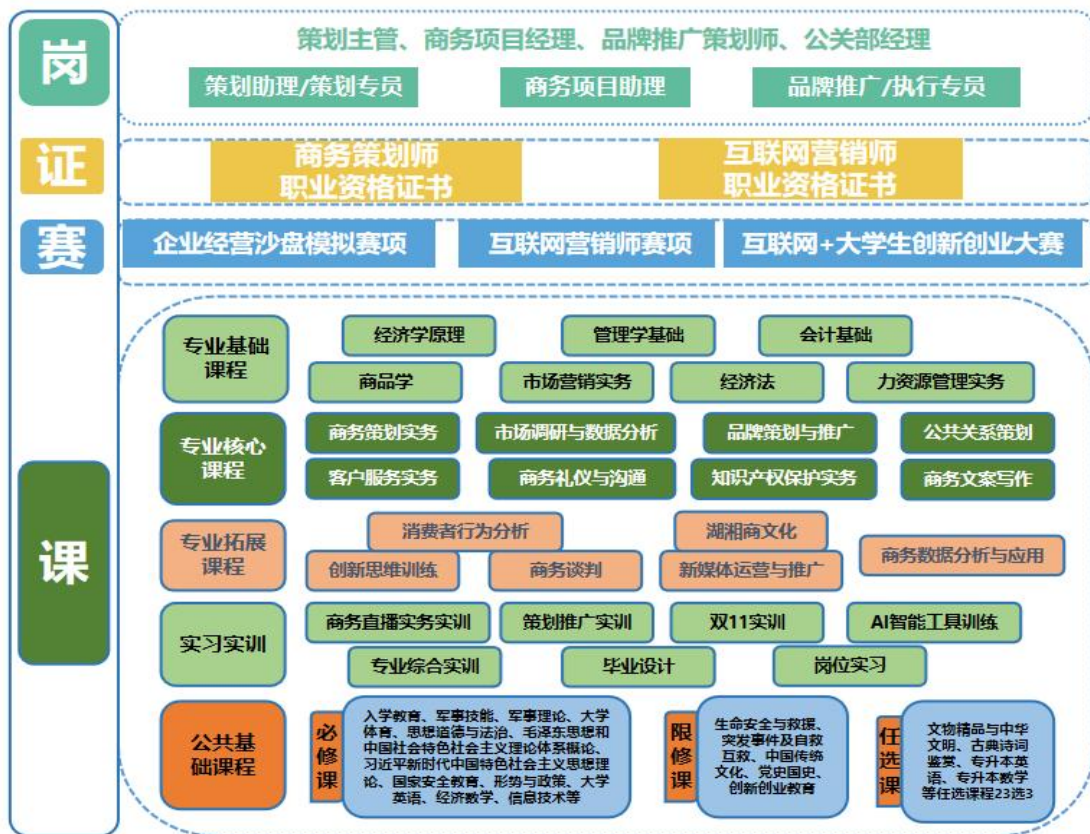 岗
策划主管、商务项目经理、品牌推广策划师、公关部经理
策划助理/策划专员
商务项目助理
品牌推广/执行专员
证
商务策划师
职业资格证书
互联网营销师
职业资格证书
赛
企业经营沙盘模拟赛项
互联网营销师赛项
互联网+大学生创新创业大赛
课
专业基础
课程
经济学原理
管理学基础
会计基础
商品学
市场营销实务
经济法
力资源管理实务
专业核心
课程
商务策划实务
市场调研与数据分析
品牌策划与推广
公共关系策划
客户服务实务
商务礼仪与沟通
知识产权保护实务
商务文案写作
专业拓展
课程
消费者行为分析
湖湘商文化
商务数据分析与应用
创新思维训练
商务谈判
新媒体运营与推广
实习实训
商务直播实务实训
策划推广实训
双11实训
AI智能工具训练
专业综合实训
毕业设计
岗位实习
公共基
础课程
必修课
入学教育、军事技能、军事理论、大学
体育、思想道德与法治、毛泽东思想和
中国社会特色社会主义理论体系概论、
习近平新时代中国特色社会主义思想理
论、国家安全教育、形势与政策、大学
英语、经济数学、信息技术等
限修课
生命安全与救援、
突发事件及自救
互救、中国传统
文化、党史国史、
创新创业教育
任选课
文物精品与中华
文明、古典诗词
鉴赏、专升本英
语、专升本数学
等任选课程23选3